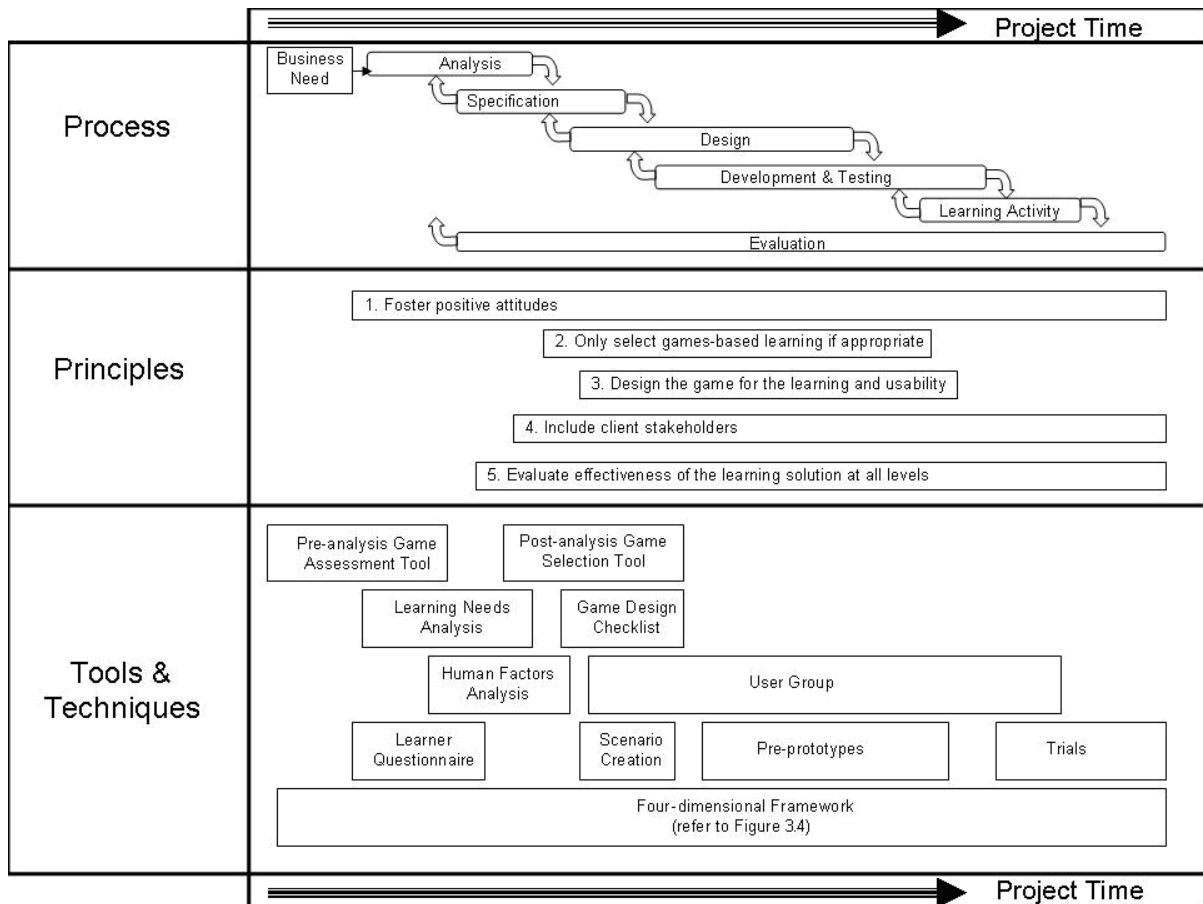 Project Time
Process
Business
Need
Analysis
Specification
Design
Development & Testing
Learning Activity
Evaluation
Principles
1. Foster positive attitudes
2. Only select games-based learning if appropriate
3. Design the game for the learning and usability
4. Include client stakeholders
5. Evaluate effectiveness of the learning solution at all levels
Tools &
Techniques
Pre-analysis Game
Assessment Tool
Post-analysis Game
Selection Tool
Learning Needs
Analysis
Game Design
Checklist
Human Factors
Analysis
User Group
Learner
Questionnaire
Scenario
Creation
Pre-prototypes
Trials
Four-dimensional Framework
(refer to Figure 3.4)
Project Time